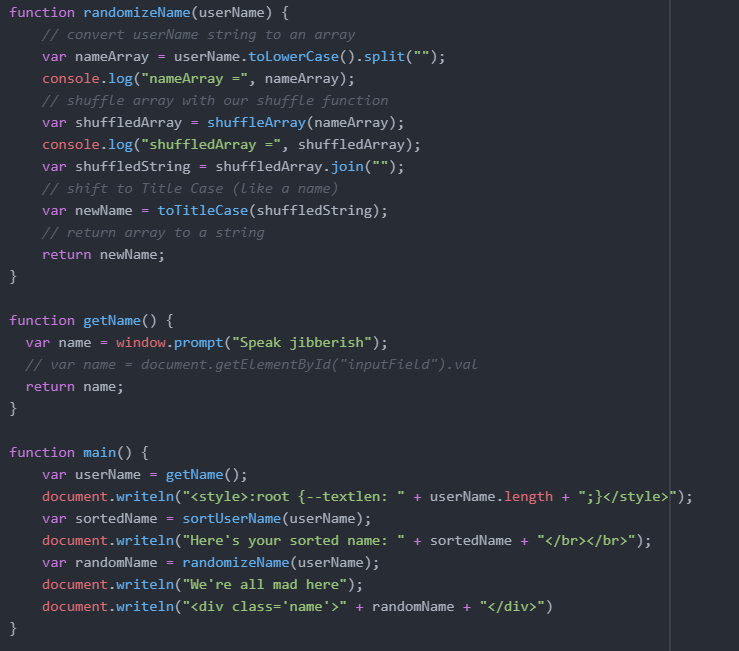 function randomizeName(userName) {
    // convert userName string to an array
    var nameArray = userName.toLowerCase().split("");
    console.log("nameArray =", nameArray);
    // shuffle array with our shuffle function
    var shuffledArray = shuffleArray(nameArray);
    console.log("shuffledArray =", shuffledArray);
    var shuffledString = shuffledArray.join("");
    // shift to Title Case (like a name)
    var newName = toTitleCase(shuffledString);
    // return array to a string
    return newName;
}

function getName() {
  var name = window.prompt("Speak jibberish");
  // var name = document.getElementById("inputField").val
  return name;
}

function main() {
    var userName = getName();
    document.writeln("<style>:root {--textlen: " + userName.length + ";}</style>");
    var sortedName = sortUserName(userName);
    document.writeln("Here's your sorted name: " + sortedName + "</br></br>");
    var randomName = randomizeName(userName);
    document.writeln("We're all mad here");
    document.writeln("<div class='name'>" + randomName + "</div>")
}